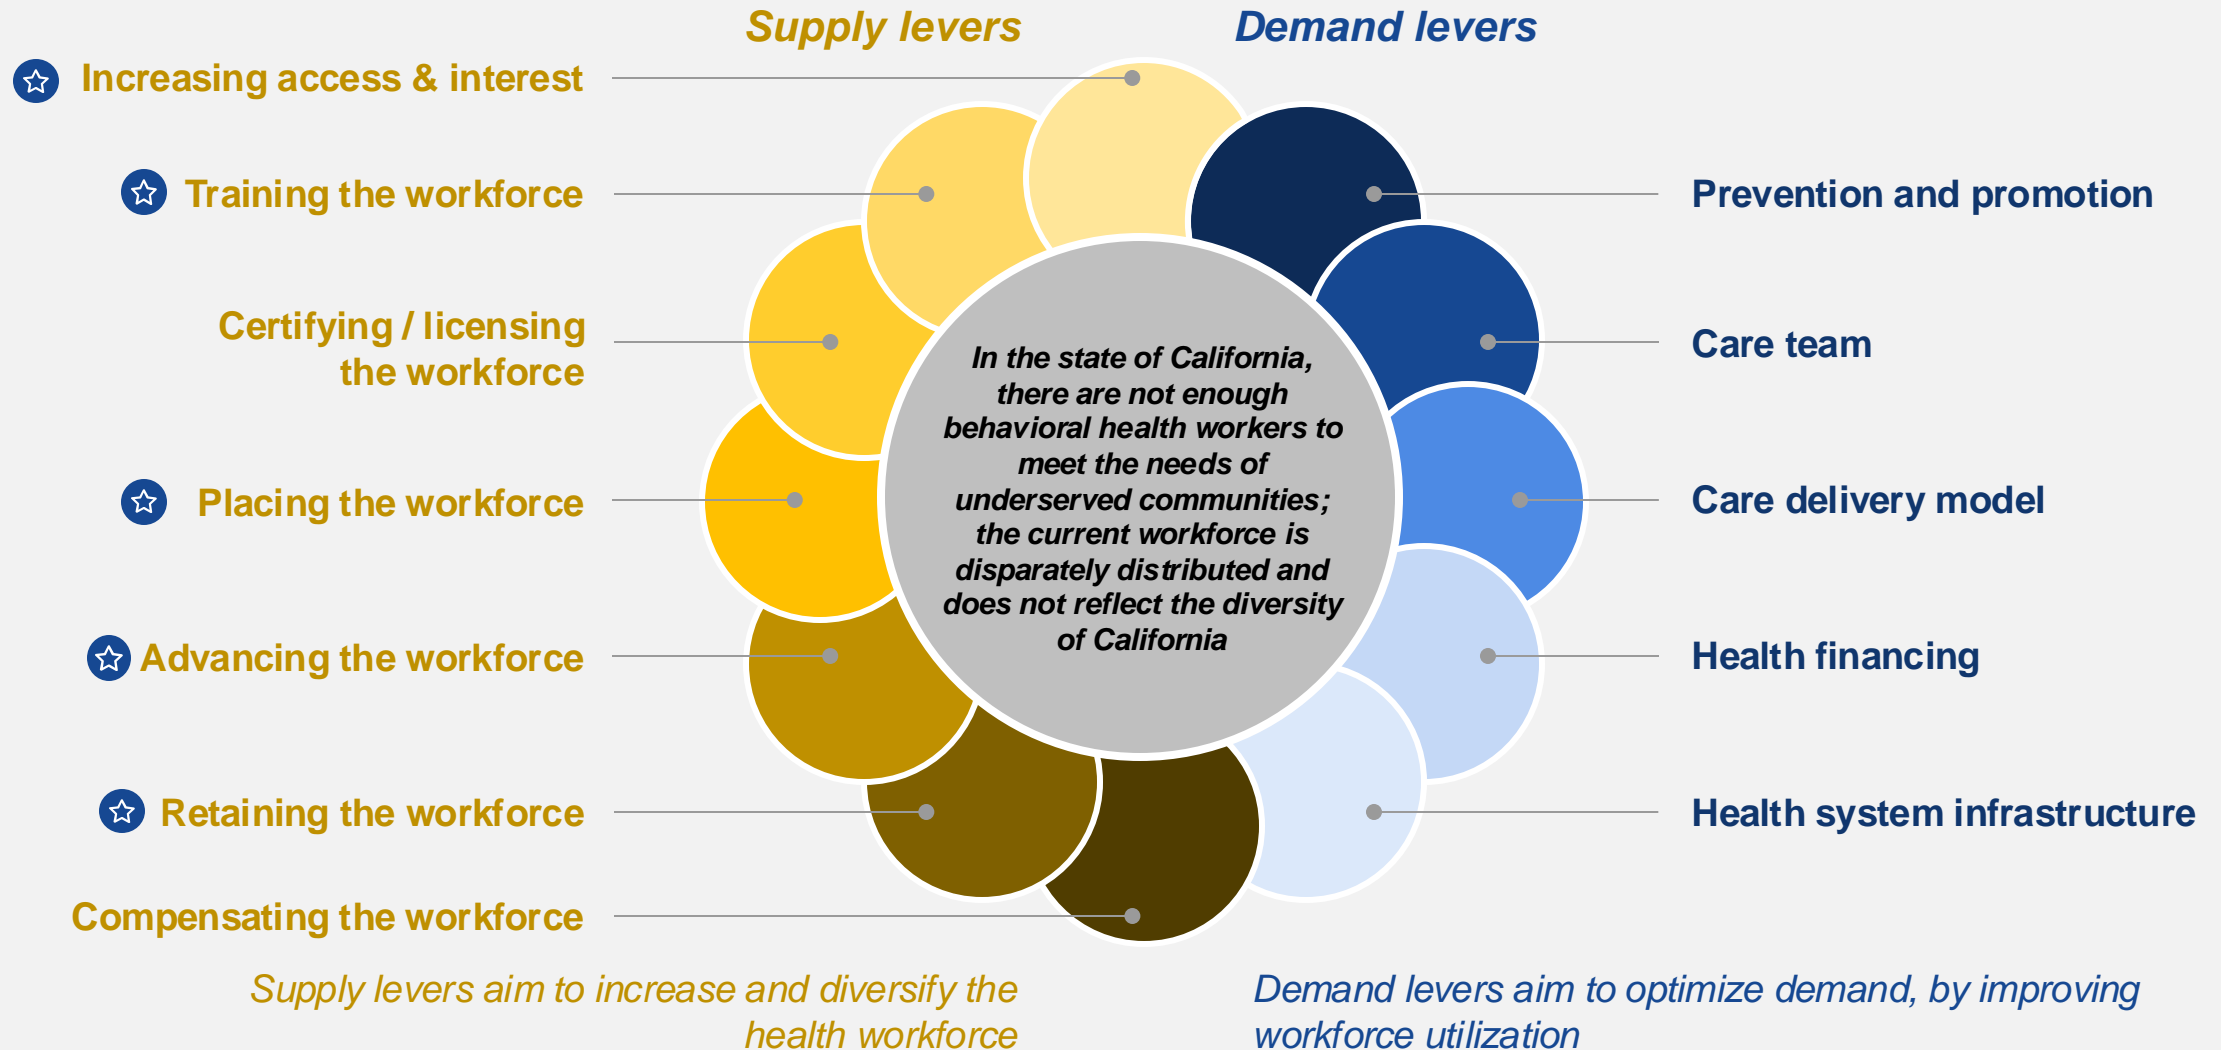 Supply levers
Demand levers
Increasing access & interest
Training the workforce
Certifying / licensing
the workforce
Placing the workforce
Advancing the workforce
Retaining the workforce
Compensating the workforce
In the state of California,
there are not enough
behavioral health workers to
meet the needs of
underserved communities;
the current workforce is
disparately distributed and
does not reflect the diversity
of California
Prevention and promotion
Care team
Care delivery model
Health financing
Health system infrastructure
Supply levers aim to increase and diversify the
health workforce
Demand levers aim to optimize demand, by improving
workforce utilization